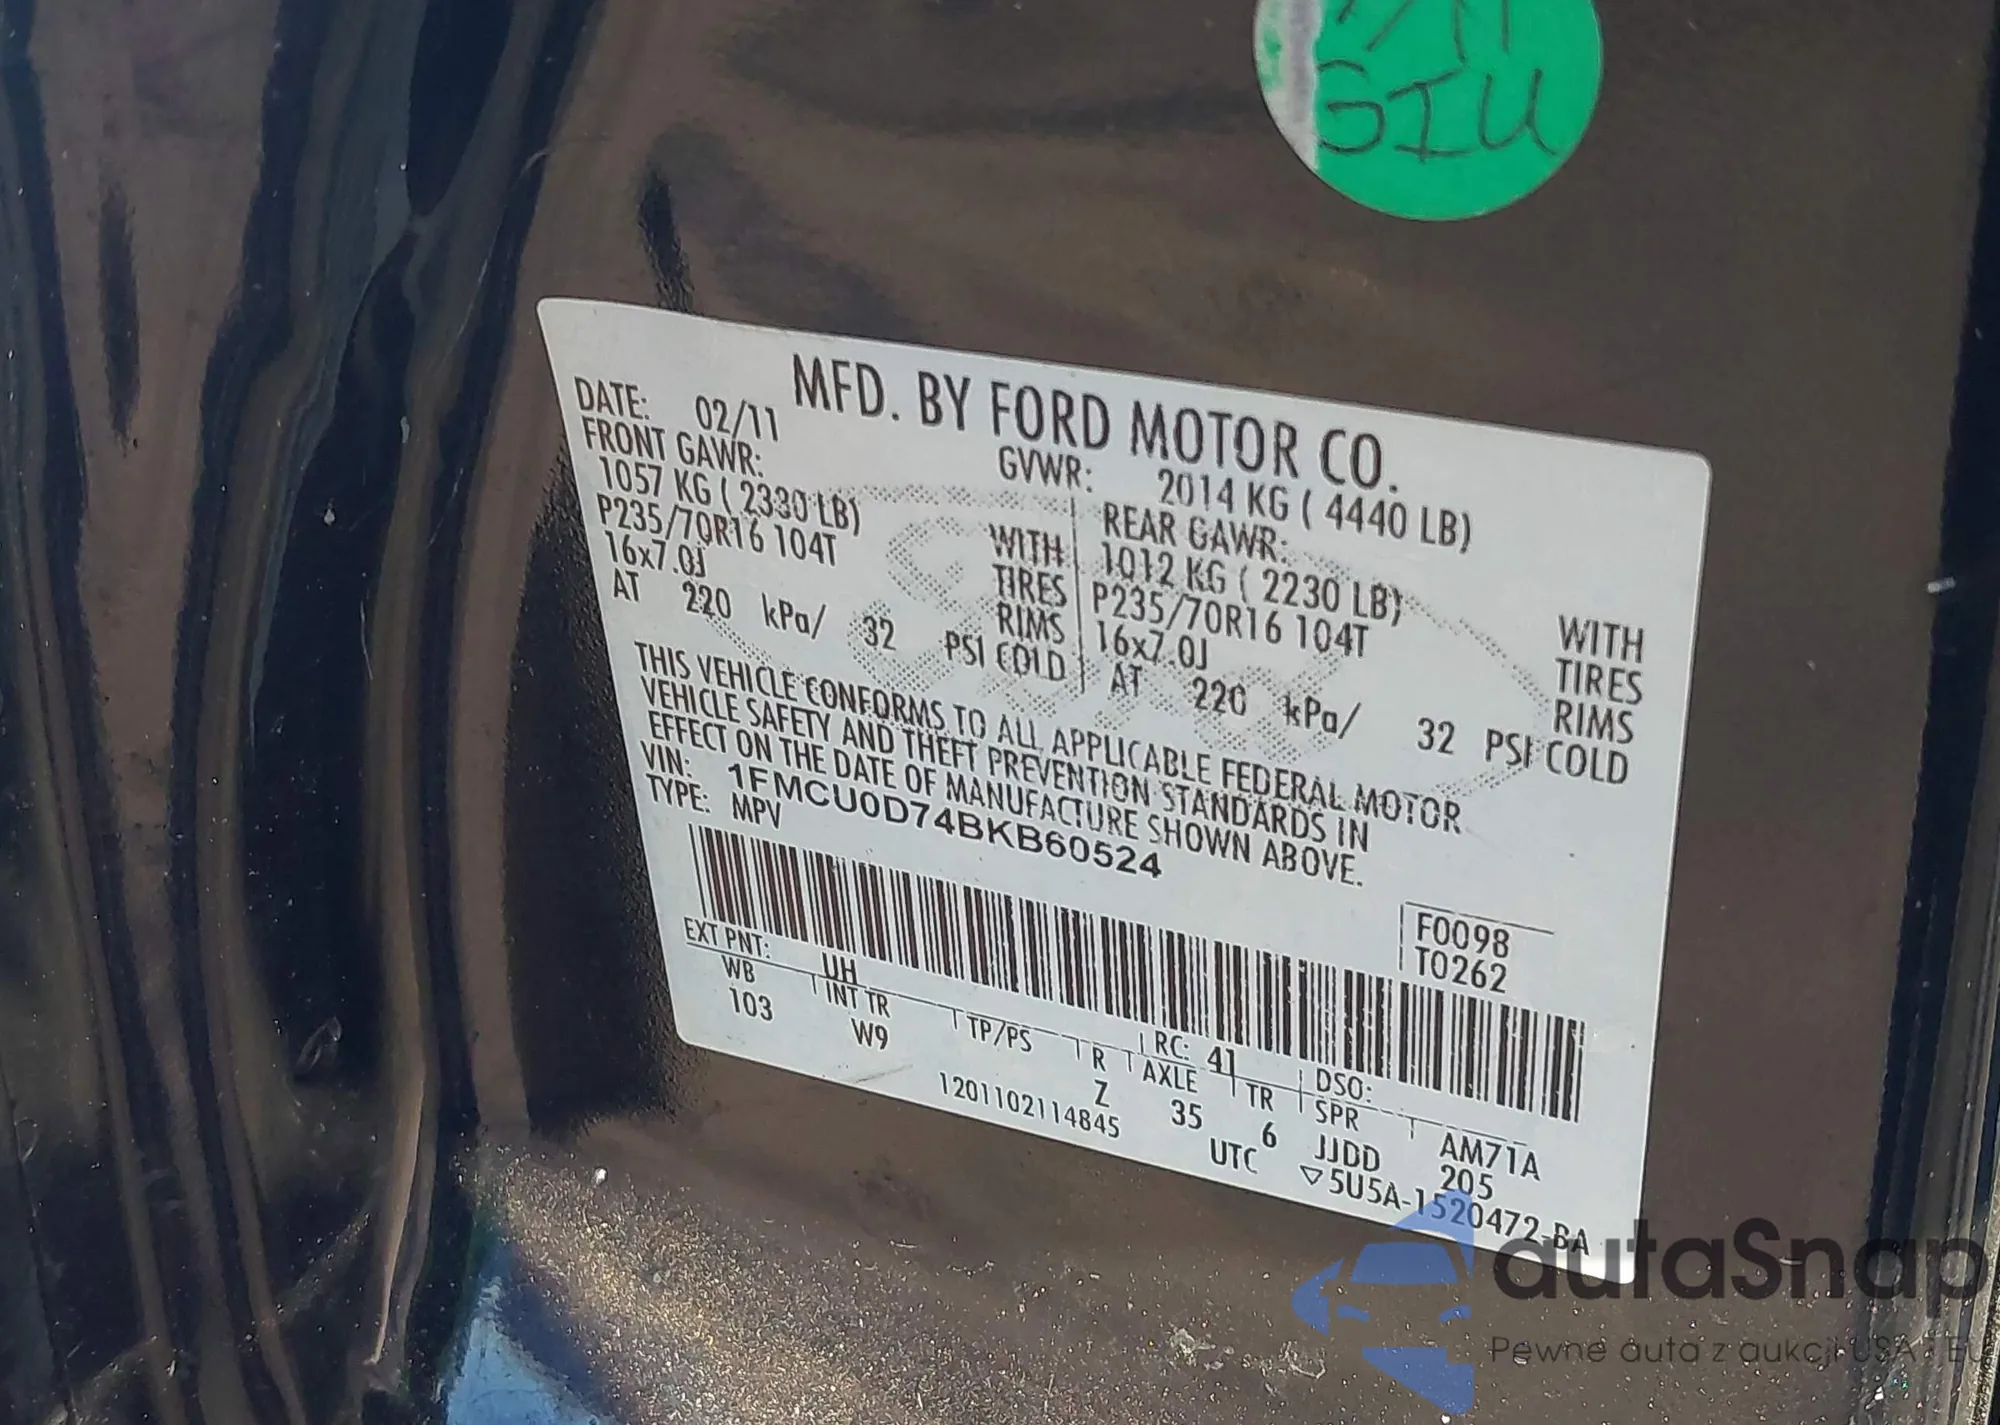 GIU
MFD. BY FORD MOTOR CO.
DATE: 02/11 GVWR: 2014 KG ( 4440 LB)
FRONT GAWR: REAR GAWR:
1057 KG ( 2330 LB) WITH 1012 KG ( 2230 LB) WITH
P235/70R16 104T TIRES P235/70R16 104T TIRES
16x7.0J RIMS 16x7.0J RIMS
AT 220 kPa/ 32 PSI COLD AT 220 kPa/ 32 PSI COLD
THIS VEHICLE CONFORMS TO ALL APPLICABLE FEDERAL MOTOR
VEHICLE SAFETY AND THEFT PREVENTION STANDARDS IN
EFFECT ON THE DATE OF MANUFACTURE SHOWN ABOVE.
VIN: 1FMCU0D74BKB60524
TYPE: MPV
F0098
T0262
EXT PNT: UH RC: 41 DSO:
WB INT TR TP/PS R AXLE TR SPR AM71A
103 W9 Z 35 6 JJDD 205
1201102114845 UTC ▽5U5A-1520472-BA
autaSnap
Pewne auta z aukcji USA